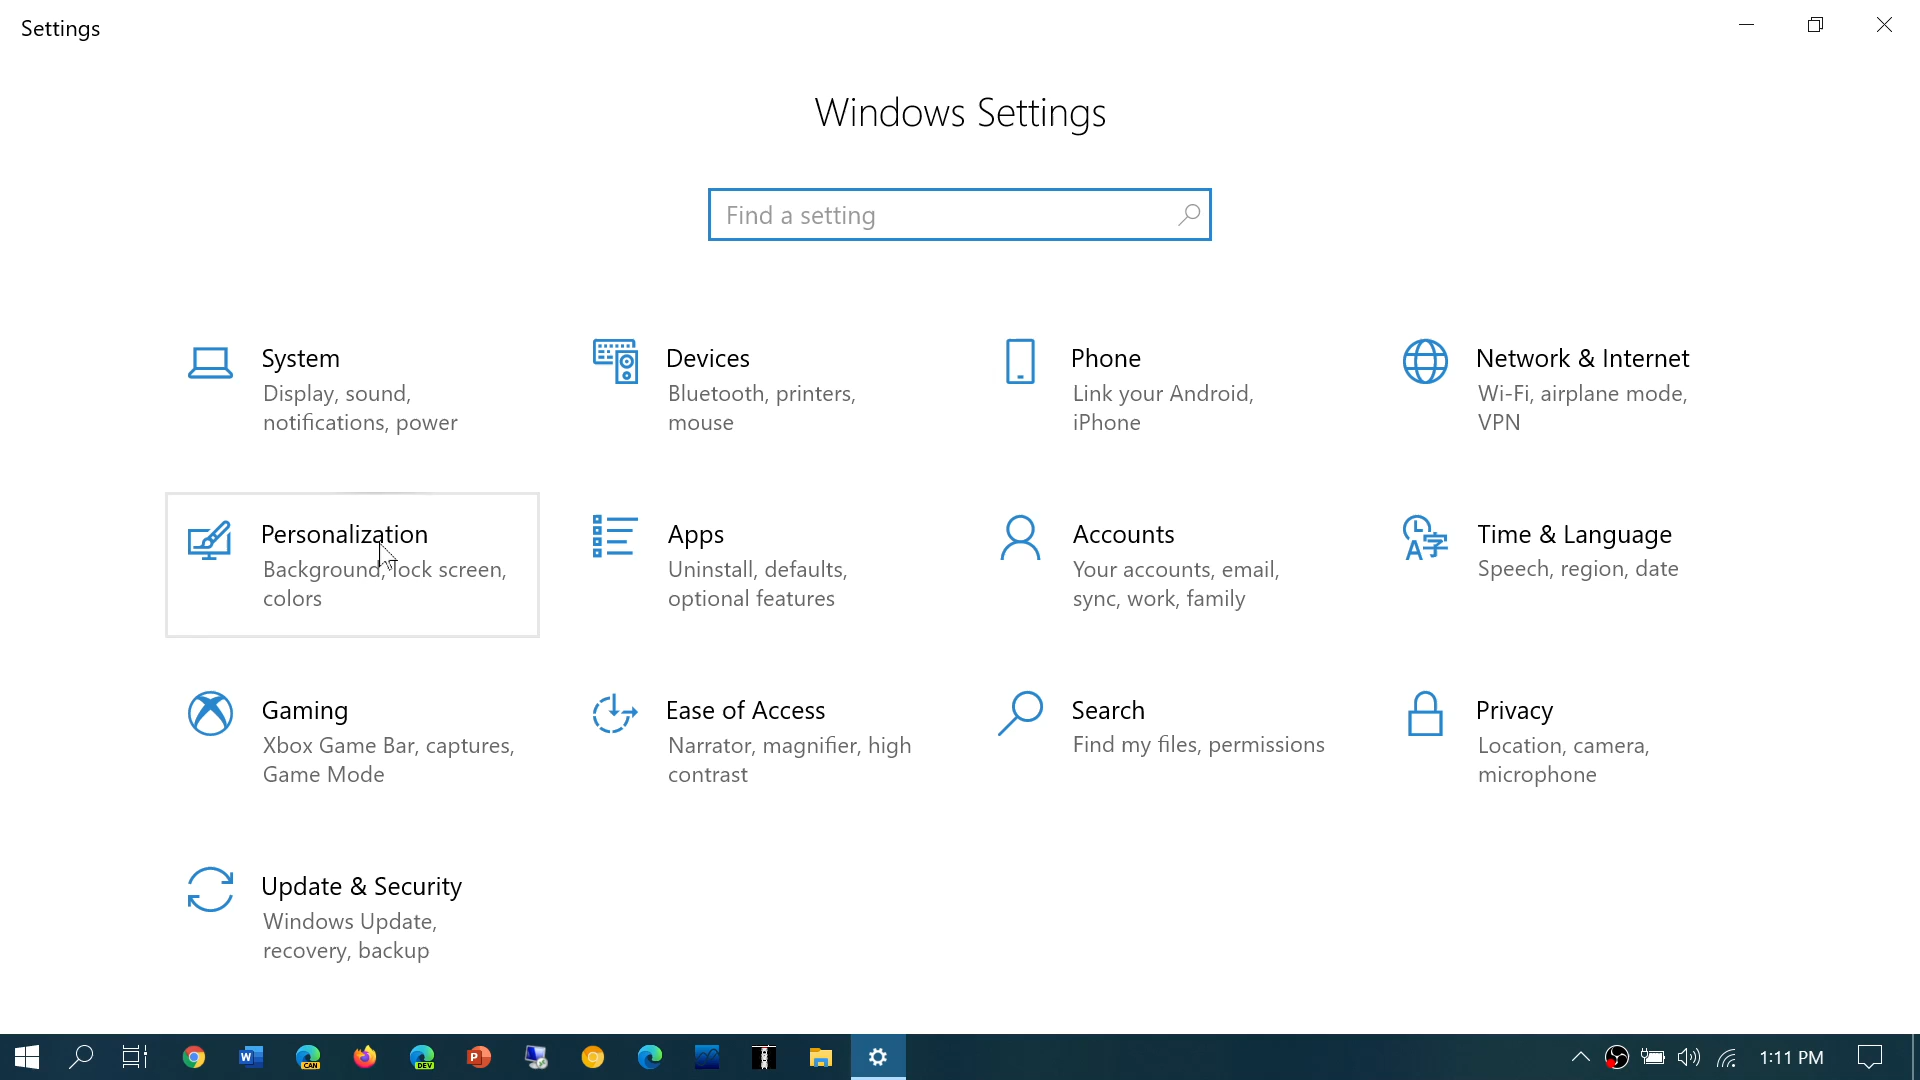 Settings
Windows Settings
Find a setting
System
Display, sound,
notifications, power
Devices
Bluetooth, printers,
mouse
Phone
Link your Android,
iPhone
Network & Internet
Wi-Fi, airplane mode,
VPN
Personalization
Background, lock screen,
colors
Apps
Uninstall, defaults,
optional features
Accounts
Your accounts, email,
sync, work, family
Time & Language
Speech, region, date
Gaming
Xbox Game Bar, captures,
Game Mode
Ease of Access
Narrator, magnifier, high
contrast
Search
Find my files, permissions
Privacy
Location, camera,
microphone
Update & Security
Windows Update,
recovery, backup
W
CAN
DEV
P
1:11 PM